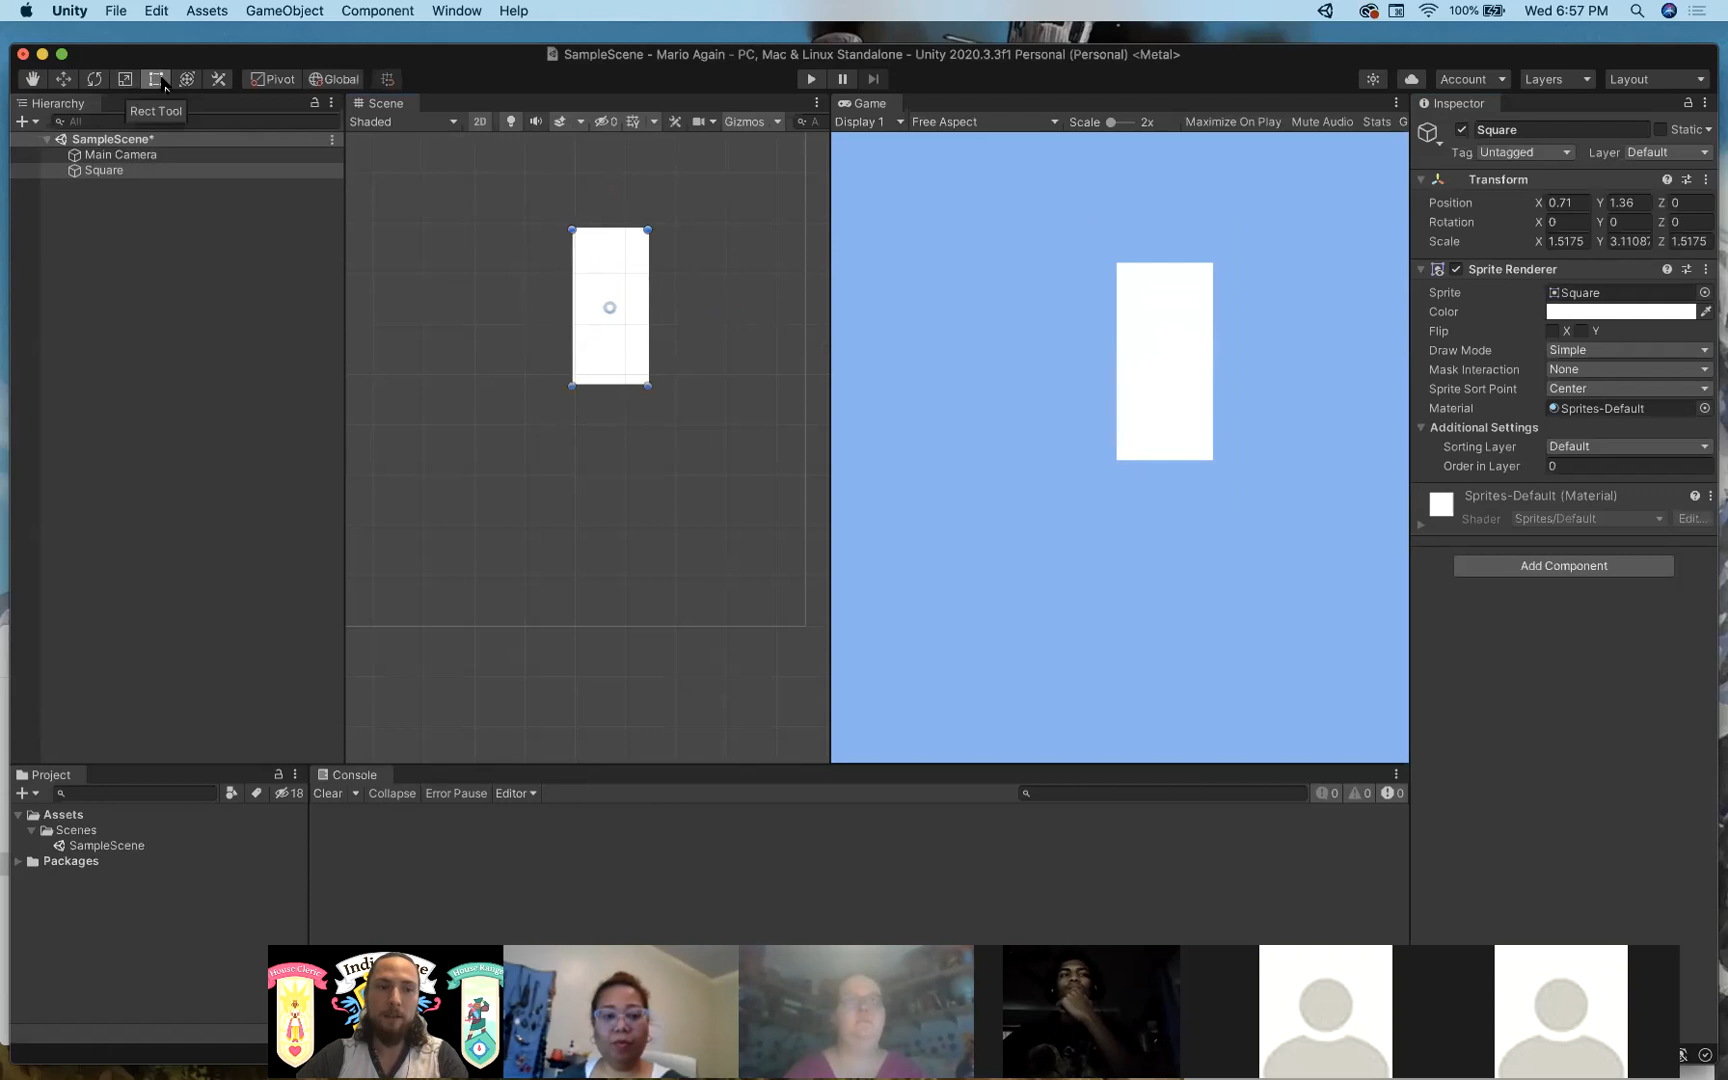 Unity File Edit Assets GameObject Component Window Help 100% Wed 6:57 PM
SampleScene - Mario Again - PC, Mac & Linux Standalone - Unity 2020.3.3f1 Personal (Personal) <Metal>
Pivot Global Account Layers Layout
Rect Tool
Hierarchy Scene Game Inspector
All Shaded 2D 0 Gizmos A Display 1 Free Aspect Scale 2x Maximize On Play Mute Audio Stats G
SampleScene*
Main Camera
Square
Square Static
Tag Untagged Layer Default
Transform
Position X 0.71 Y 1.36 Z 0
Rotation X 0 Y 0 Z 0
Scale X 1.5175 Y 3.1108 Z 1.5175
Sprite Renderer
Sprite Square
Color
Flip X Y
Draw Mode Simple
Mask Interaction None
Sprite Sort Point Center
Material Sprites-Default
Additional Settings
Sorting Layer Default
Order in Layer 0
Sprites-Default (Material)
Shader Sprites/Default Edit...
Add Component
Project Console
18 Clear Collapse Error Pause Editor 0 0 0
Assets
Scenes
SampleScene
Packages
House Cleric
House Range